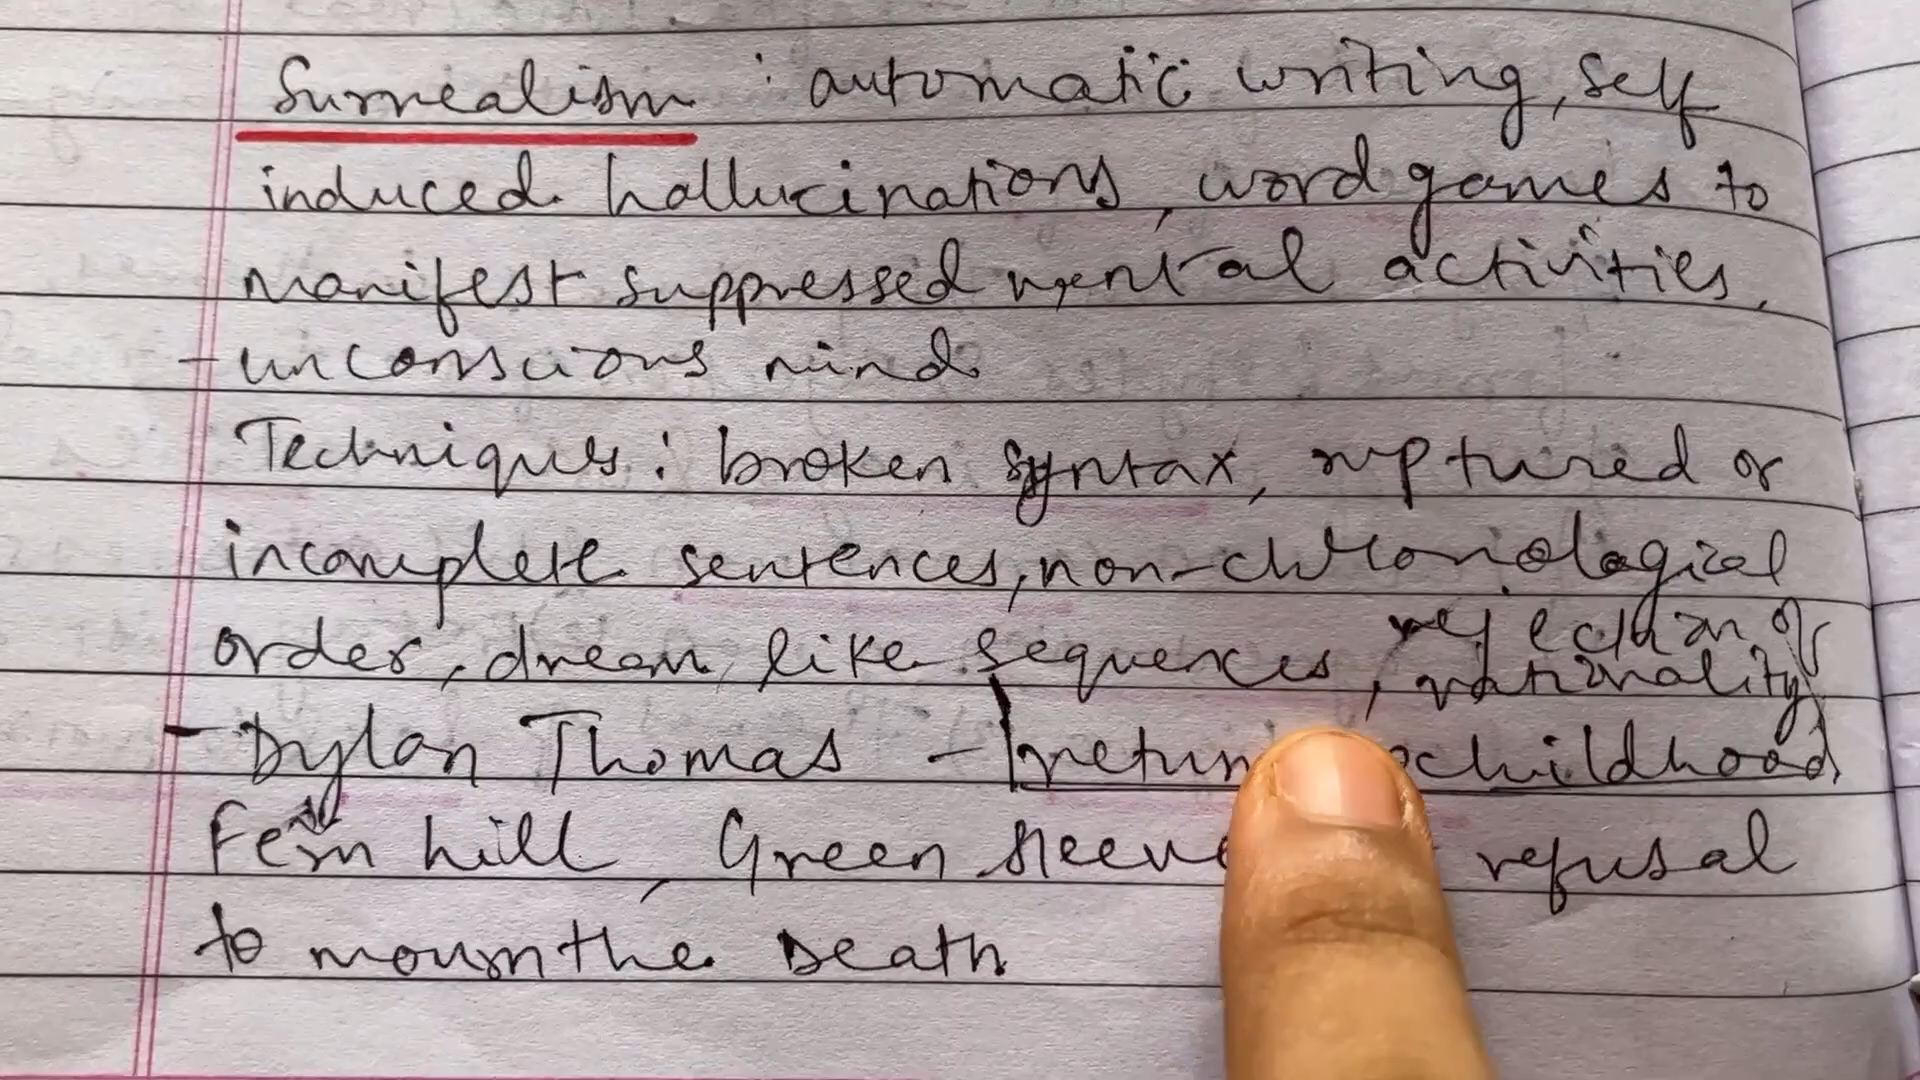 Surrealism : automatic writing, self
induced hallucinations, word games to
manifest suppressed mental activities,
- unconscious mind
Techniques : broken syntax, ruptured or
incomplete sentences, non-chronological
order, dream like sequences, rejection of
rationality
- Dylan Thomas - childhood,
Fern hill, Green refusal
to mourn the Death